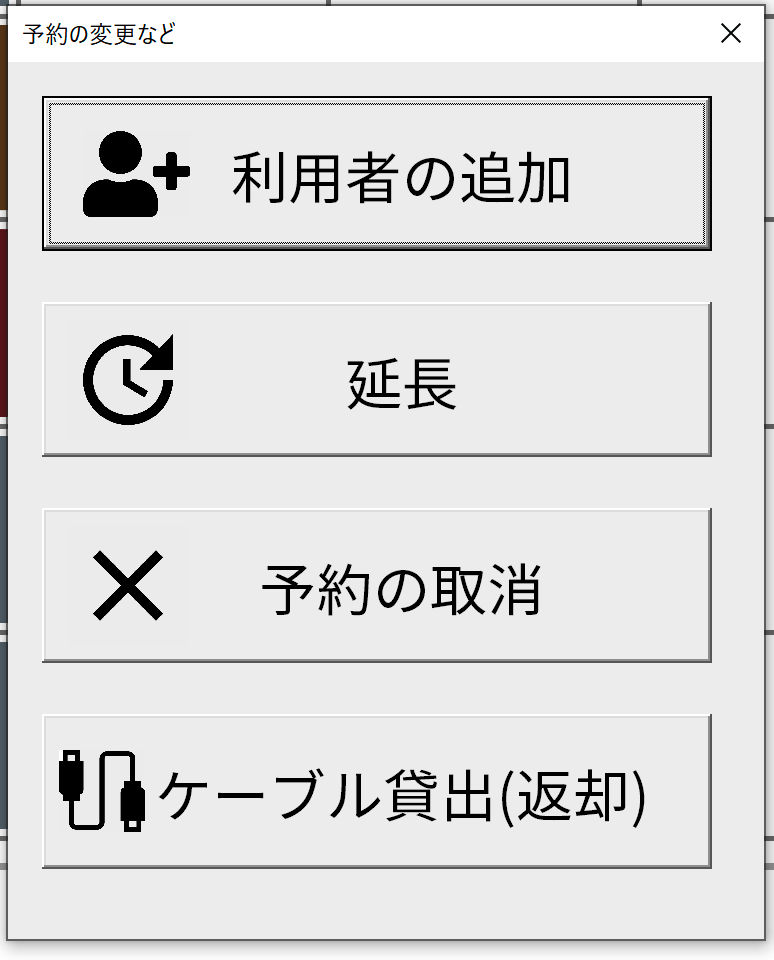 予約の変更など
利用者の追加
延長
予約の取消
ケーブル貸出(返却)